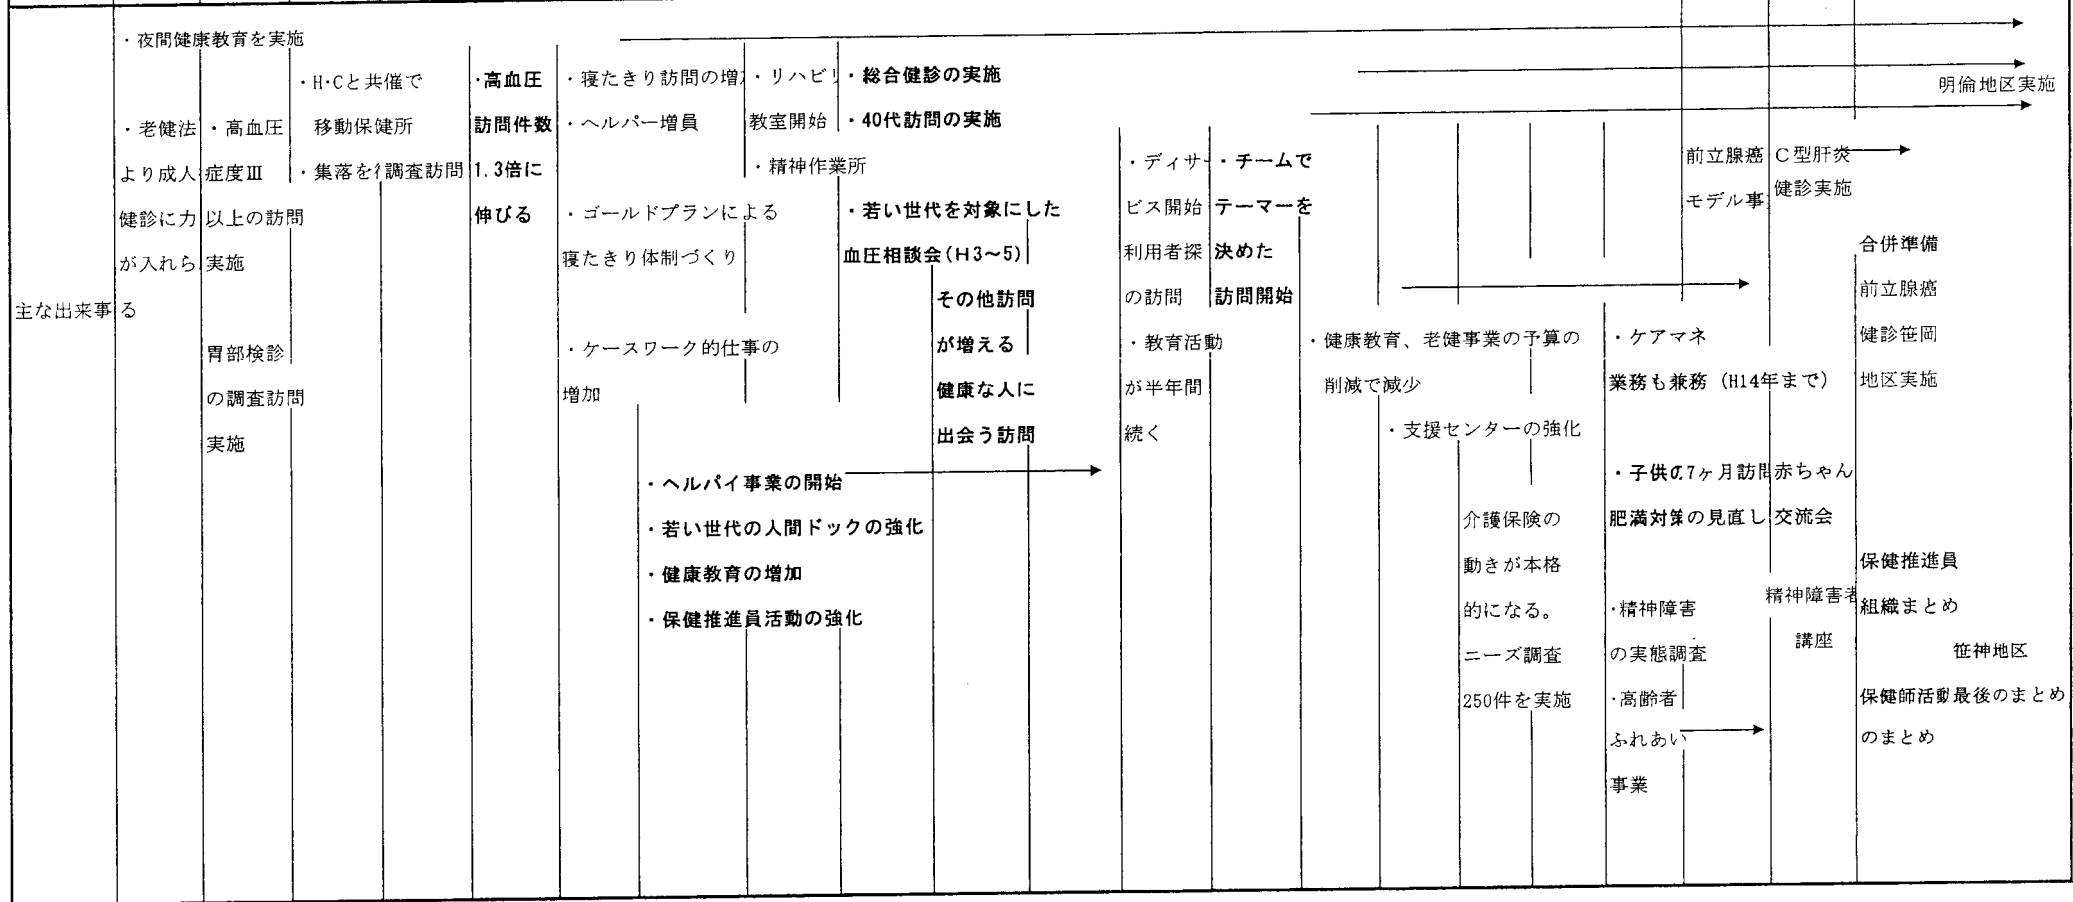 主な出来事
・夜間健康教育を実施
・老健法
より成人
健診に力
が入れら
る
・高血圧
症度Ⅲ
以上の訪問
実施
胃部検診
の調査訪問
実施
・H・Cと共催で
移動保健所
・集落を
調査訪問
・高血圧
訪問件数
1.3倍に
伸びる
・寝たきり訪問の増
・ヘルパー増員
・ゴールドプランによる
寝たきり体制づくり
・ケースワーク的仕事の
増加
・ヘルパイ事業の開始
・若い世代の人間ドックの強化
・健康教育の増加
・保健推進員活動の強化
・リハビリ
教室開始
・精神作業所
・総合健診の実施
・40代訪問の実施
・若い世代を対象にした
血圧相談会(H3～5)
その他訪問
が増える
健康な人に
出会う訪問
・ディサー
ビス開始
利用者探
の訪問
・教育活動
が半年間
続く
・チームで
テーマーを
決めた
訪問開始
・健康教育、老健事業の予算の
削減で減少
・支援センターの強化
介護保険の
動きが本格
的になる。
ニーズ調査
250件を実施
・ケアマネ
業務も兼務（H14年まで）
・子供の
肥満対策
7ヶ月訪問
の見直し
・精神障害
の実態調査
・高齢者
ふれあい
事業
前立腺癌
モデル事
C型肝炎
健診実施
赤ちゃん
交流会
精神障害者
講座
合併準備
前立腺癌
健診笹岡
地区実施
保健推進員
組織まとめ
保健師活動
のまとめ
明倫地区実施
笹神地区
最後のまとめ